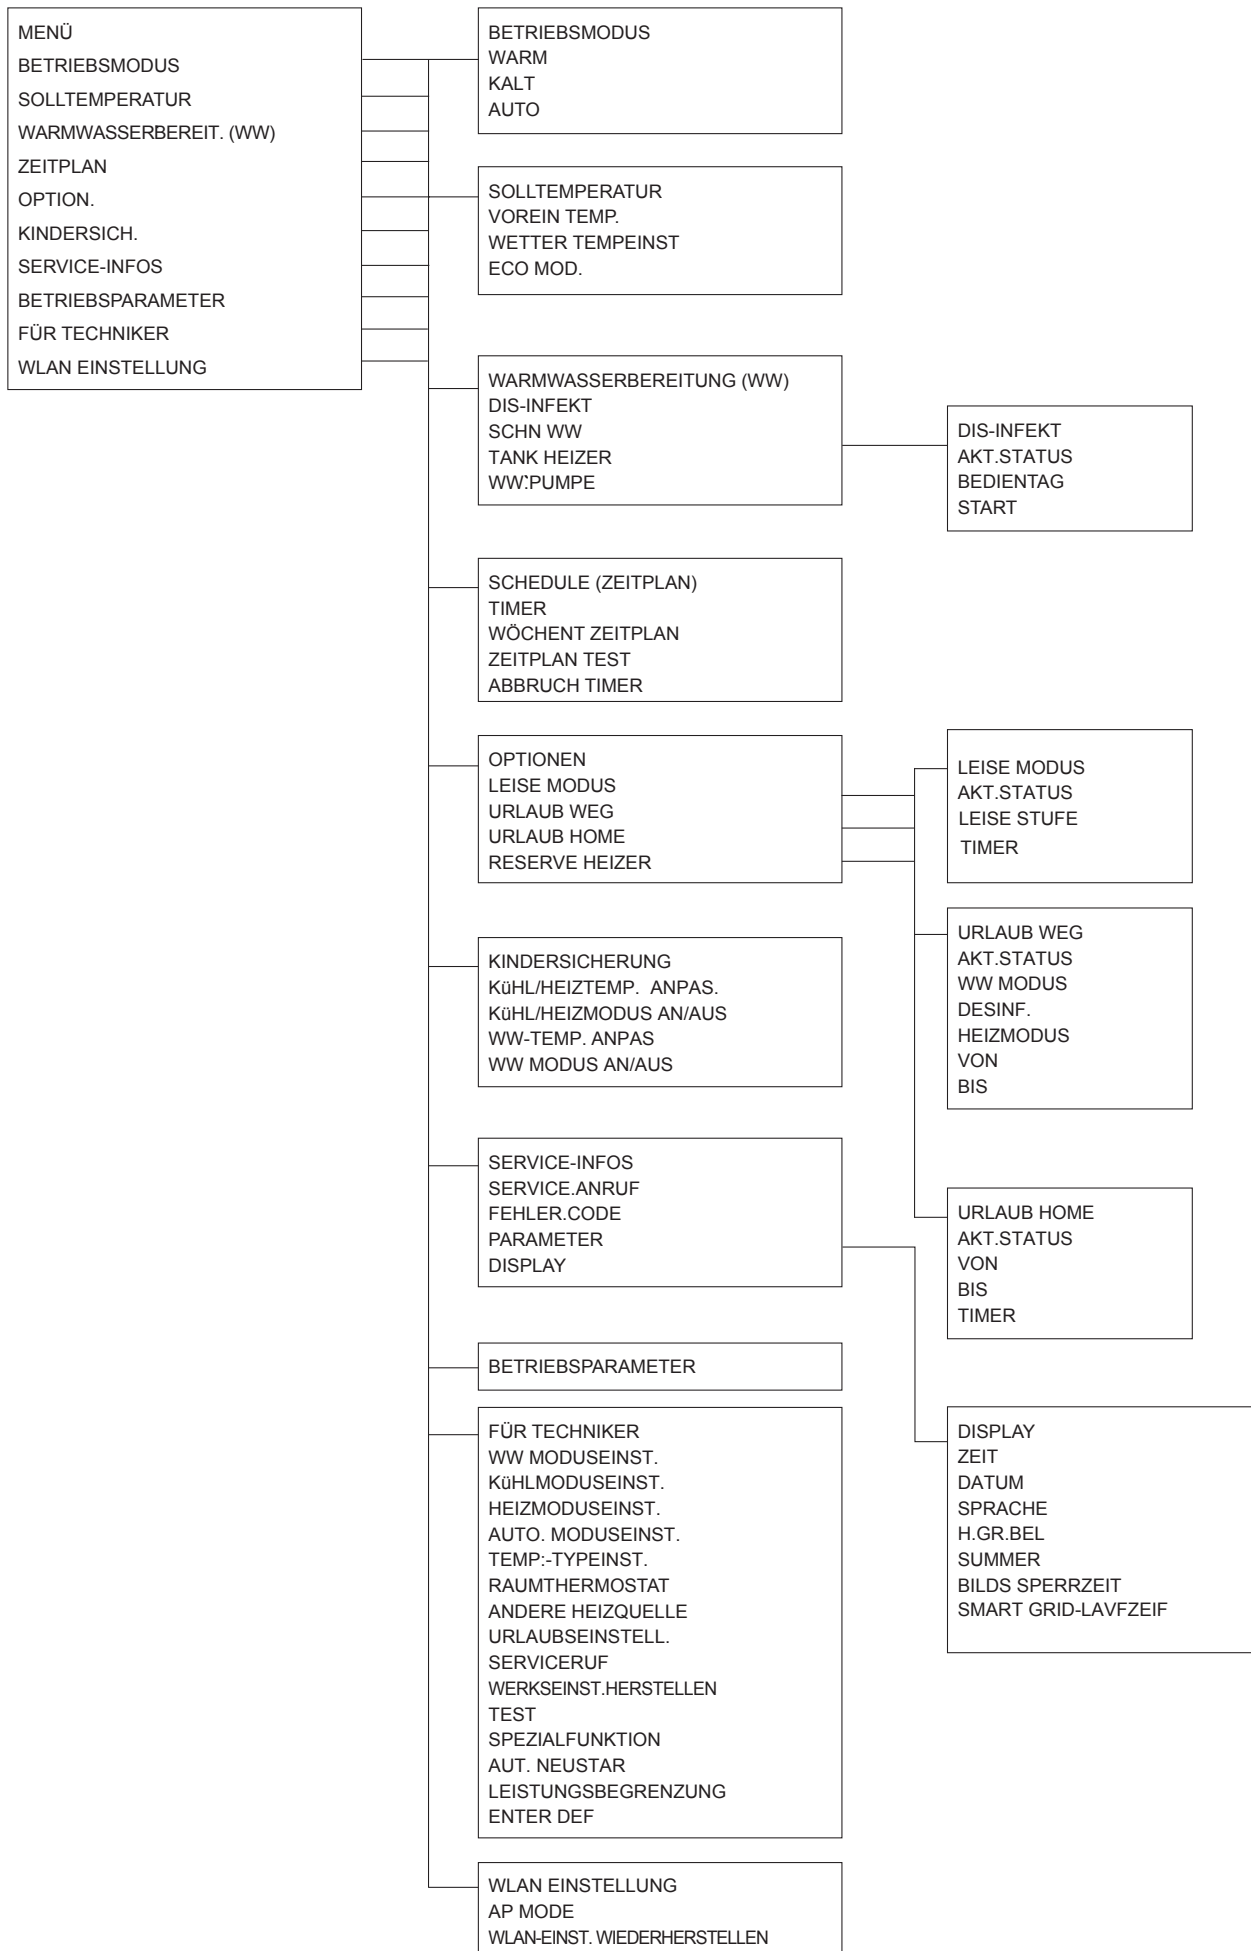 MENÜ
BETRIEBSMODUS
SOLLTEMPERATUR
WARMWASSERBEREIT. (WW)
ZEITPLAN
OPTION.
KINDERSICH.
SERVICE-INFOS
BETRIEBSPARAMETER
FÜR TECHNIKER
WLAN EINSTELLUNG
BETRIEBSMODUS
WARM
KALT
AUTO
SOLLTEMPERATUR
VOREIN TEMP.
WETTER TEMPEINST
ECO MOD.
WARMWASSERBEREITUNG (WW)
DIS-INFEKT
SCHN WW
TANK HEIZER
WW:PUMPE
DIS-INFEKT
AKT.STATUS
BEDIENTAG
START
SCHEDULE (ZEITPLAN)
TIMER
WÖCHENT ZEITPLAN
ZEITPLAN TEST
ABBRUCH TIMER
OPTIONEN
LEISE MODUS
URLAUB WEG
URLAUB HOME
RESERVE HEIZER
LEISE MODUS
AKT.STATUS
LEISE STUFE
TIMER
URLAUB WEG
AKT.STATUS
WW MODUS
DESINF.
HEIZMODUS
VON
BIS
KINDERSICHERUNG
KüHL/HEIZTEMP. ANPAS.
KüHL/HEIZMODUS AN/AUS
WW-TEMP. ANPAS
WW MODUS AN/AUS
SERVICE-INFOS
SERVICE.ANRUF
FEHLER.CODE
PARAMETER
DISPLAY
URLAUB HOME
AKT.STATUS
VON
BIS
TIMER
BETRIEBSPARAMETER
FÜR TECHNIKER
WW MODUSEINST.
KüHLMODUSEINST.
HEIZMODUSEINST.
AUTO. MODUSEINST.
TEMP:-TYPEINST.
RAUMTHERMOSTAT
ANDERE HEIZQUELLE
URLAUBSEINSTELL.
SERVICERUF
WERKSEINST.HERSTELLEN
TEST
SPEZIALFUNKTION
AUT. NEUSTAR
LEISTUNGSBEGRENZUNG
ENTER DEF
DISPLAY
ZEIT
DATUM
SPRACHE
H.GR.BEL
SUMMER
BILDS SPERRZEIT
SMART GRID-LAVFZEIF
WLAN EINSTELLUNG
AP MODE
WLAN-EINST. WIEDERHERSTELLEN